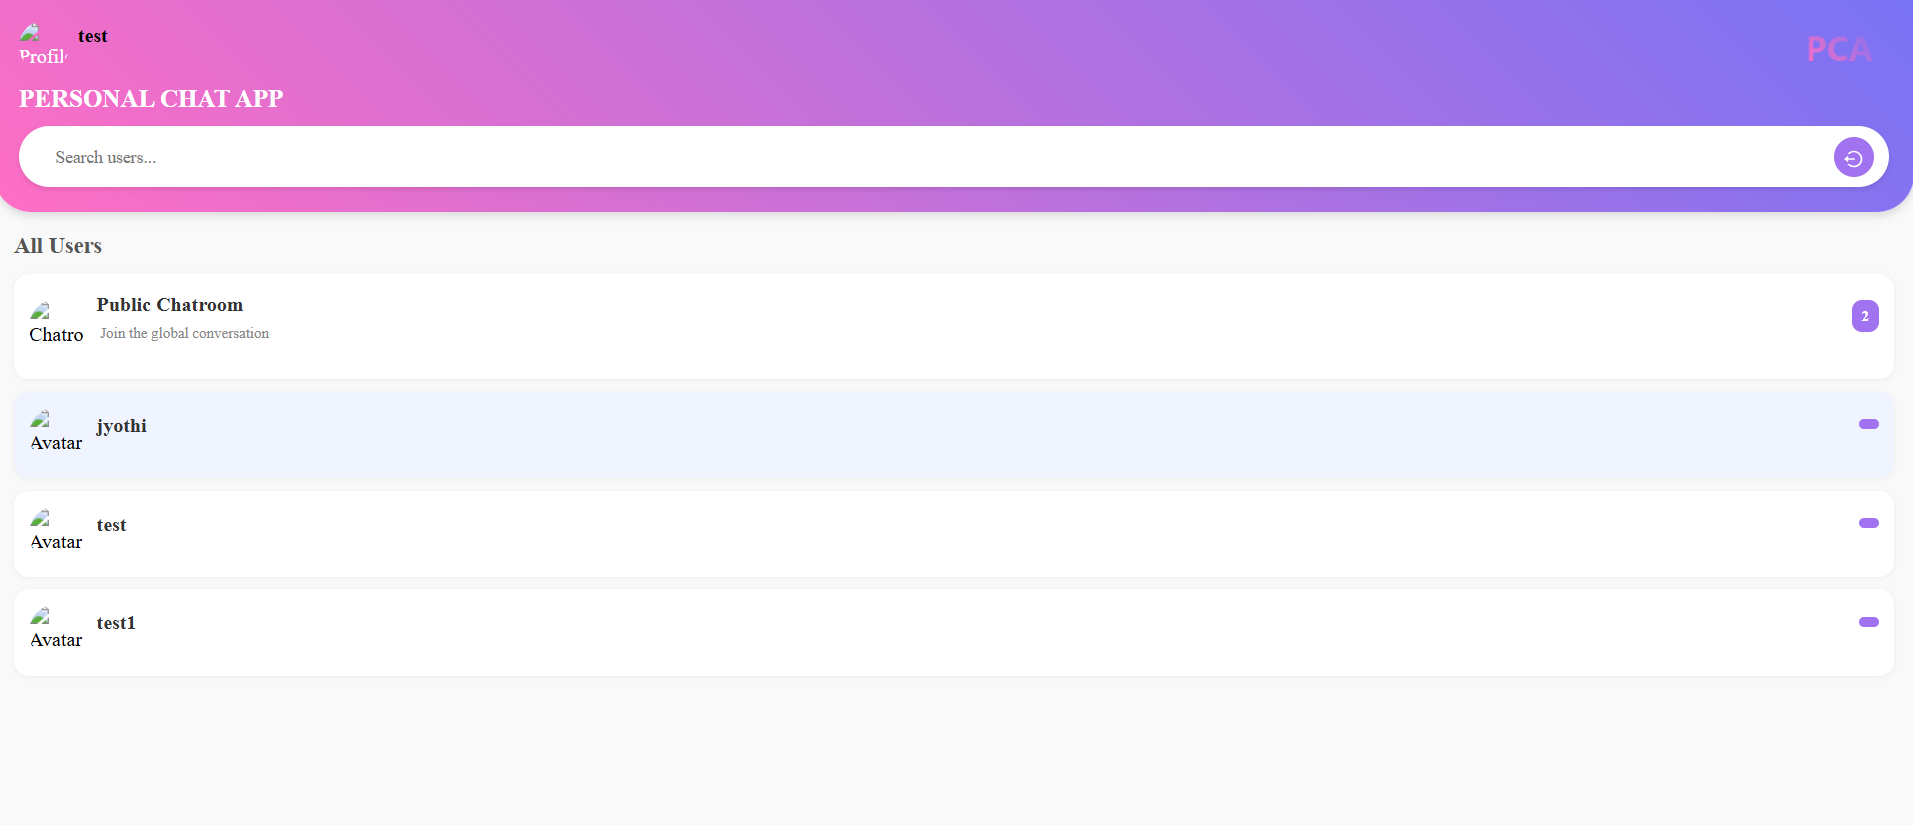 test
Profil
PCA
PERSONAL CHAT APP
Search users...
All Users
Public Chatroom
Chatro
Join the global conversation
2
jyothi
Avatar
test
Avatar
test1
Avatar